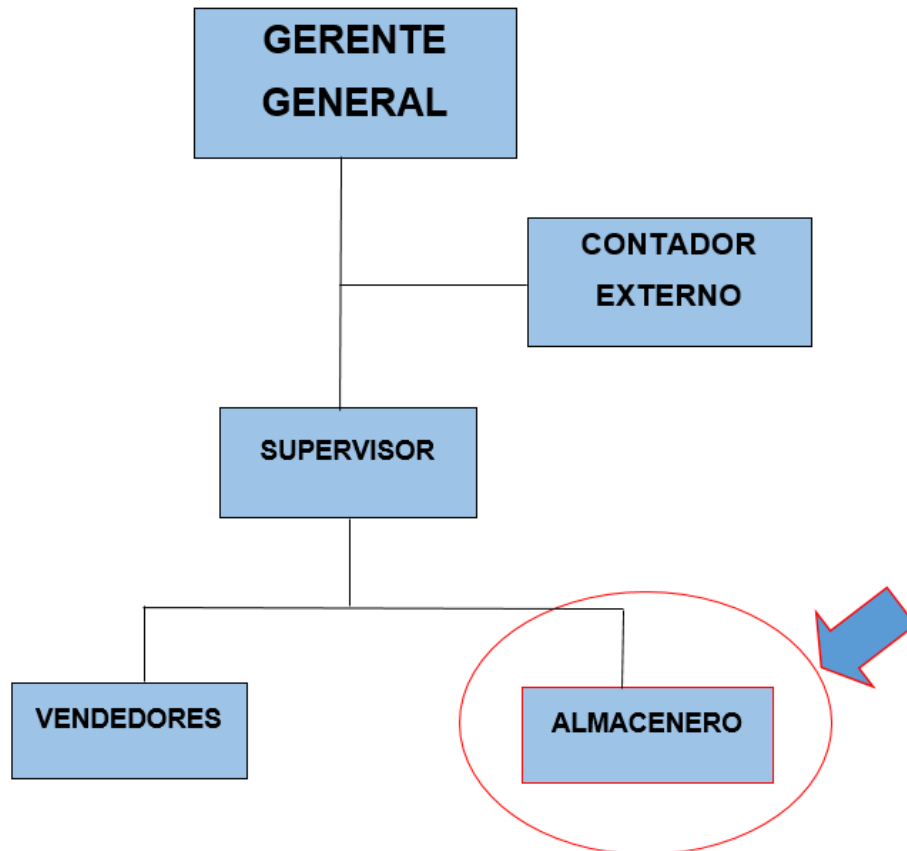 GERENTE
GENERAL
CONTADOR
EXTERNO
SUPERVISOR
VENDEDORES
ALMACENERO